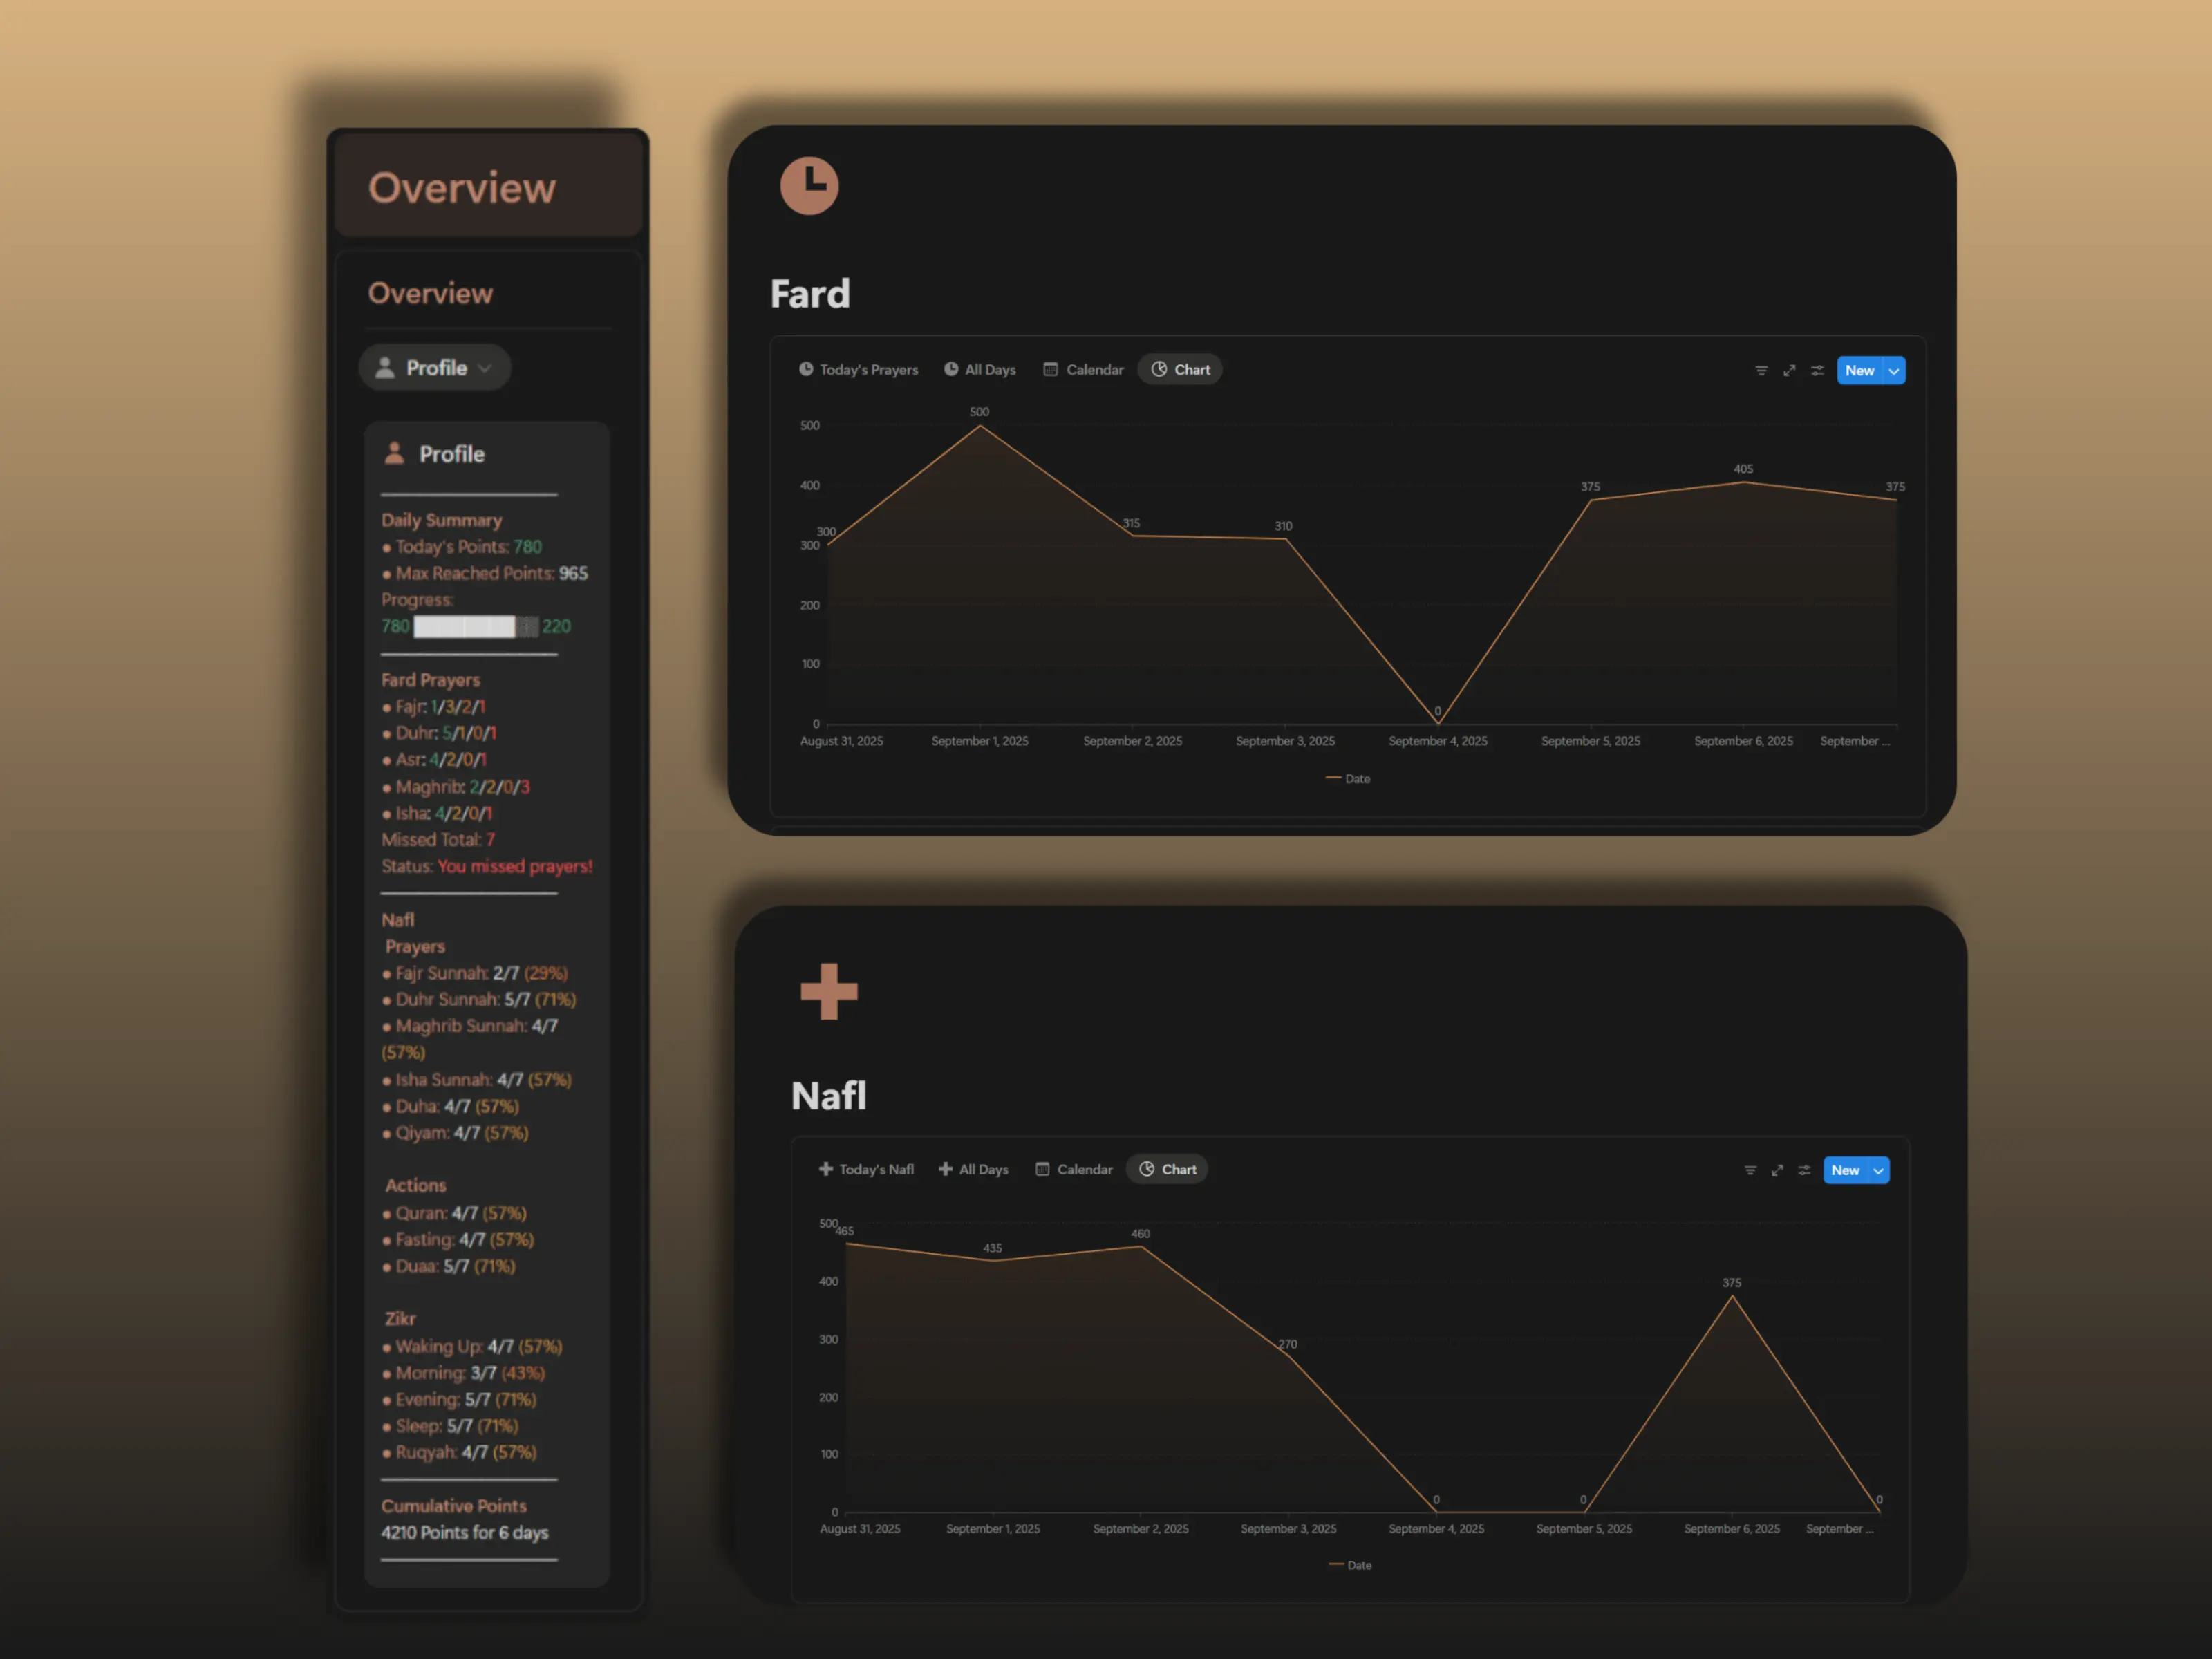 Overview
Overview
Profile
Profile
Daily Summary
● Today's Points: 780
● Max Reached Points: 965
Progress:
780 220
Fard Prayers
● Fajr: 1/3/2/1
● Duhr: 5/1/0/1
● Asr: 4/2/0/1
● Maghrib: 2/2/0/3
● Isha: 4/2/0/1
Missed Total: 7
Status: You missed prayers!
Nafl
Prayers
● Fajr Sunnah: 2/7 (29%)
● Duhr Sunnah: 5/7 (71%)
● Maghrib Sunnah: 4/7
(57%)
● Isha Sunnah: 4/7 (57%)
● Duha: 4/7 (57%)
● Qiyam: 4/7 (57%)
Actions
● Quran: 4/7 (57%)
● Fasting: 4/7 (57%)
● Duaa: 5/7 (71%)
Zikr
● Waking Up: 4/7 (57%)
● Morning: 3/7 (43%)
● Evening: 5/7 (71%)
● Sleep: 5/7 (71%)
● Ruqyah: 4/7 (57%)
Cumulative Points
4210 Points for 6 days
Fard
Today's Prayers All Days Calendar Chart New
500
500
400
300
200
100
0
300
315
310
0
375
405
375
August 31, 2025 September 1, 2025 September 2, 2025 September 3, 2025 September 4, 2025 September 5, 2025 September 6, 2025 September ...
Date
Nafl
Today's Nafl All Days Calendar Chart New
500
400
300
200
100
0
465
435
460
270
0
0
375
0
August 31, 2025 September 1, 2025 September 2, 2025 September 3, 2025 September 4, 2025 September 5, 2025 September 6, 2025 September ...
Date